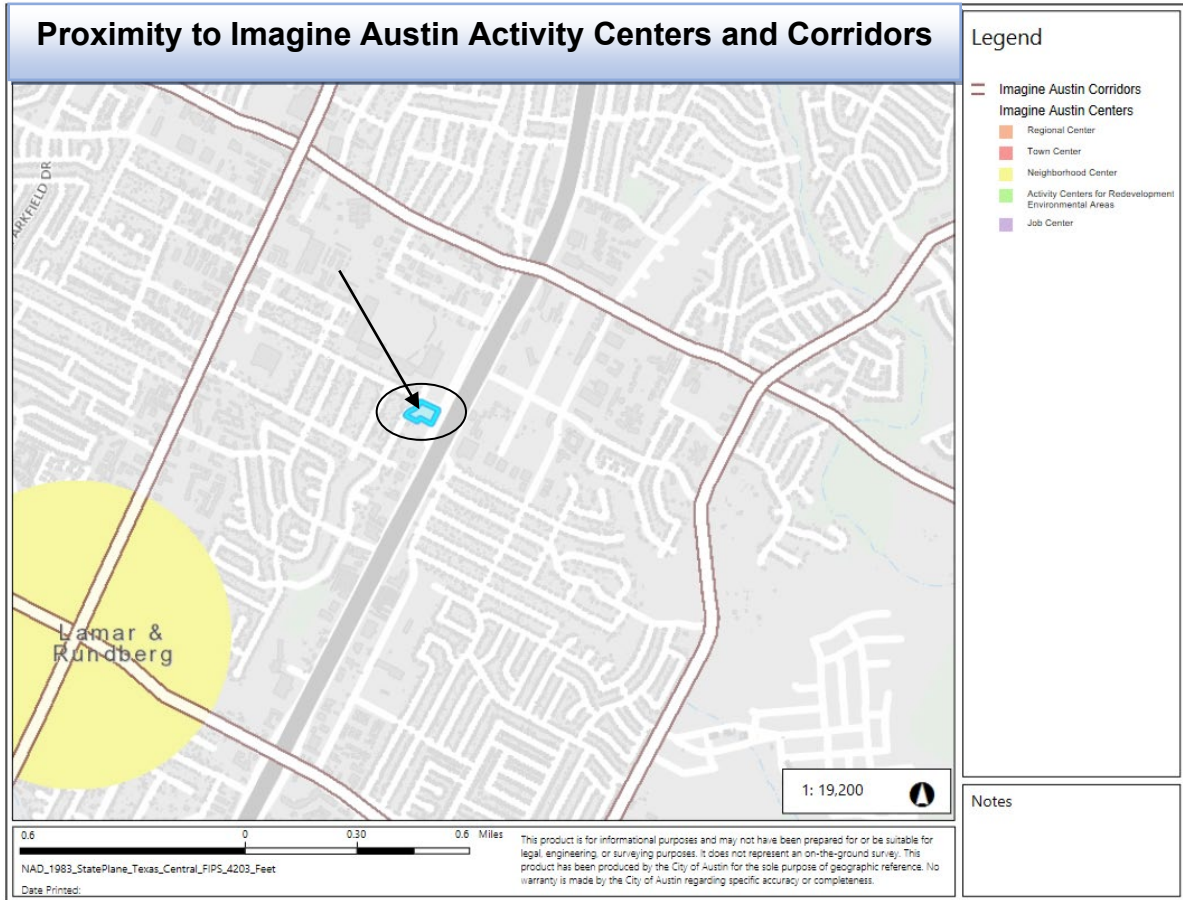 Proximity to Imagine Austin Activity Centers and Corridors
Legend
Imagine Austin Corridors
Imagine Austin Centers
Regional Center
Town Center
Neighborhood Center
Activity Centers for Redevelopment
Environmental Areas
Job Center
ARKFIELD DR
Lamar &
Rundberg
1: 19,200
Notes
0.6 0 0.30 0.6 Miles
NAD_1983_StatePlane_Texas_Central_FIPS_4203_Feet
Date Printed:
This product is for informational purposes and may not have been prepared for or be suitable for
legal, engineering, or surveying purposes. It does not represent an on-the-ground survey. This
product has been produced by the City of Austin for the sole purpose of geographic reference. No
warranty is made by the City of Austin regarding specific accuracy or completeness.